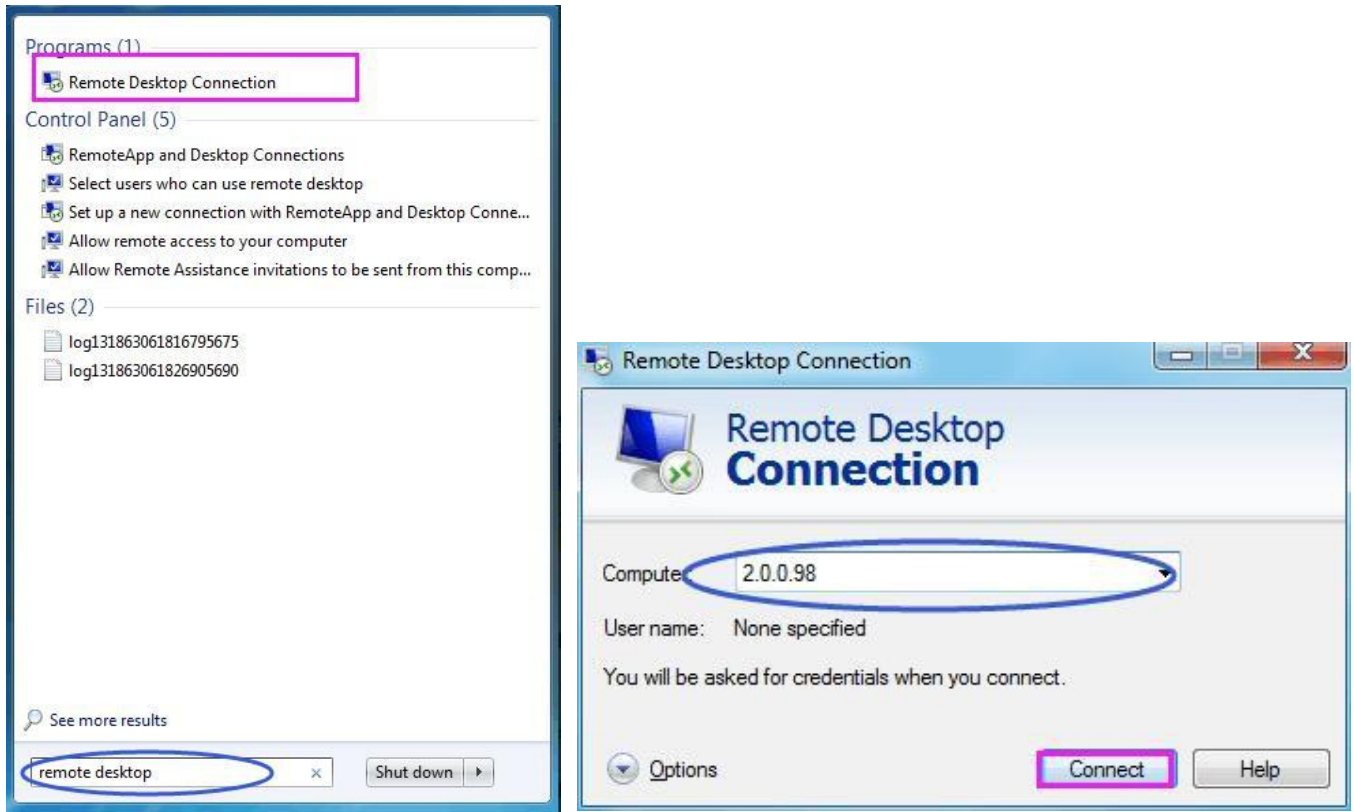 Programs (1)
Remote Desktop Connection
Control Panel (5)
RemoteApp and Desktop Connections
Select users who can use remote desktop
Set up a new connection with RemoteApp and Desktop Conne...
Allow remote access to your computer
Allow Remote Assistance invitations to be sent from this comp...
Files (2)
log131863061816795675
log131863061826905690
See more results
remote desktop
Shut down
Remote Desktop Connection
Remote Desktop
Connection
Compute 2.0.0.98
User name: None specified
You will be asked for credentials when you connect.
Options Connect Help